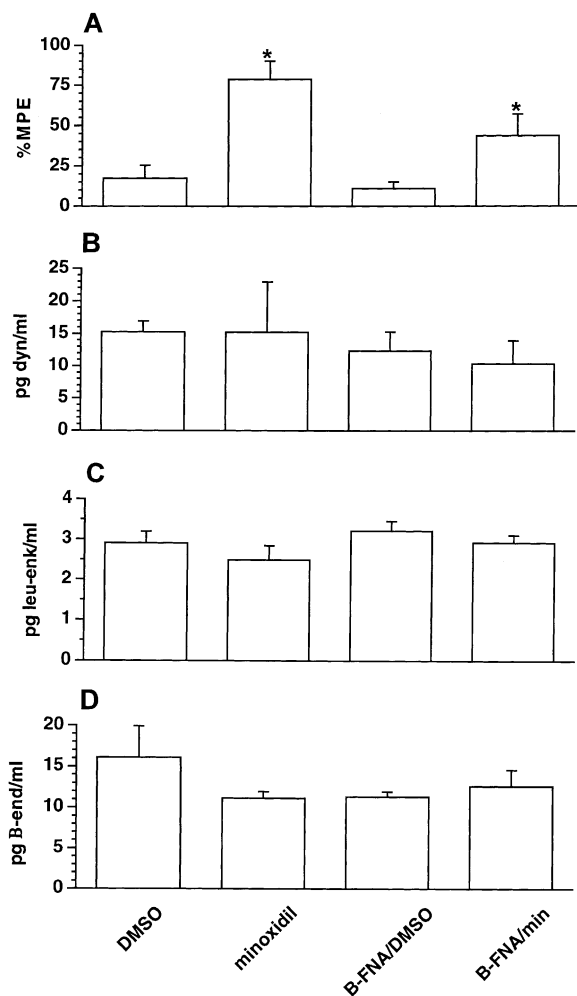 A
*
*
100
75
50
25
0
%MPE
B
25
20
15
10
5
0
pg dyn/ml
C
4
3
2
1
0
pg leu-enk/ml
D
20
15
10
5
0
pg B-end/ml
DMSO
minoxidil
B-FNA/DMSO
B-FNA/min